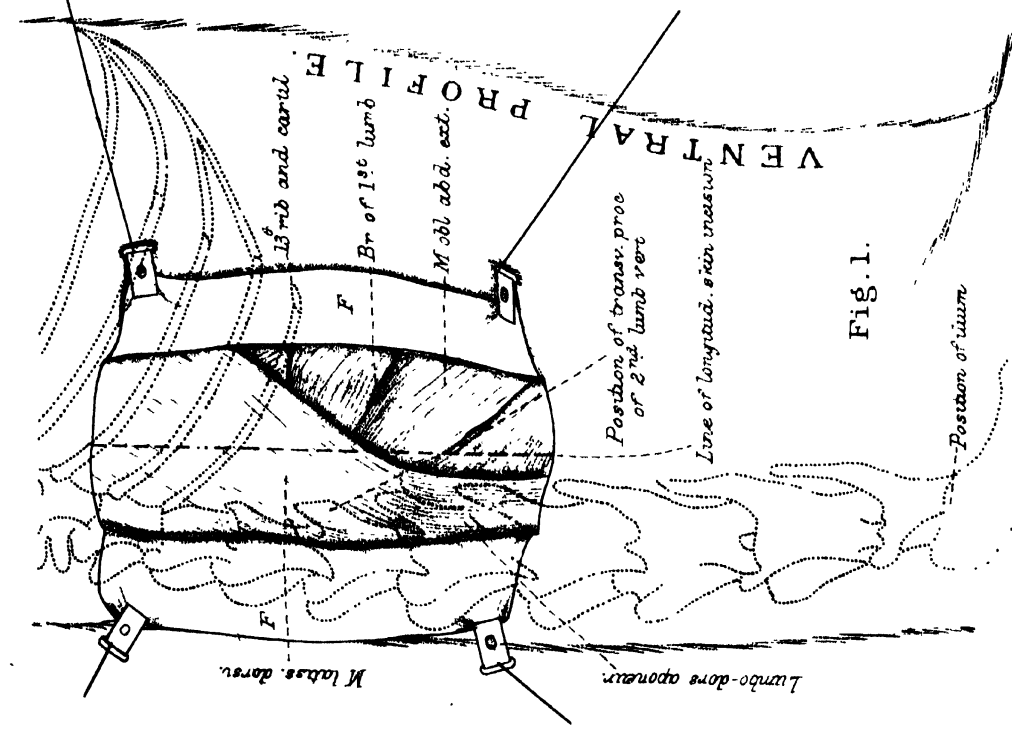 VENTRAL PROFILE.
13 rib and cartil
Br of 1st lumb
M obl abd. ext.
F
Position of transv. proc
of 2nd lumb vert
Line of longitud. skin incision
Fig. 1.
Position of ilium
F
M latiss. dorsi.
Lumbo-dors aponeur.